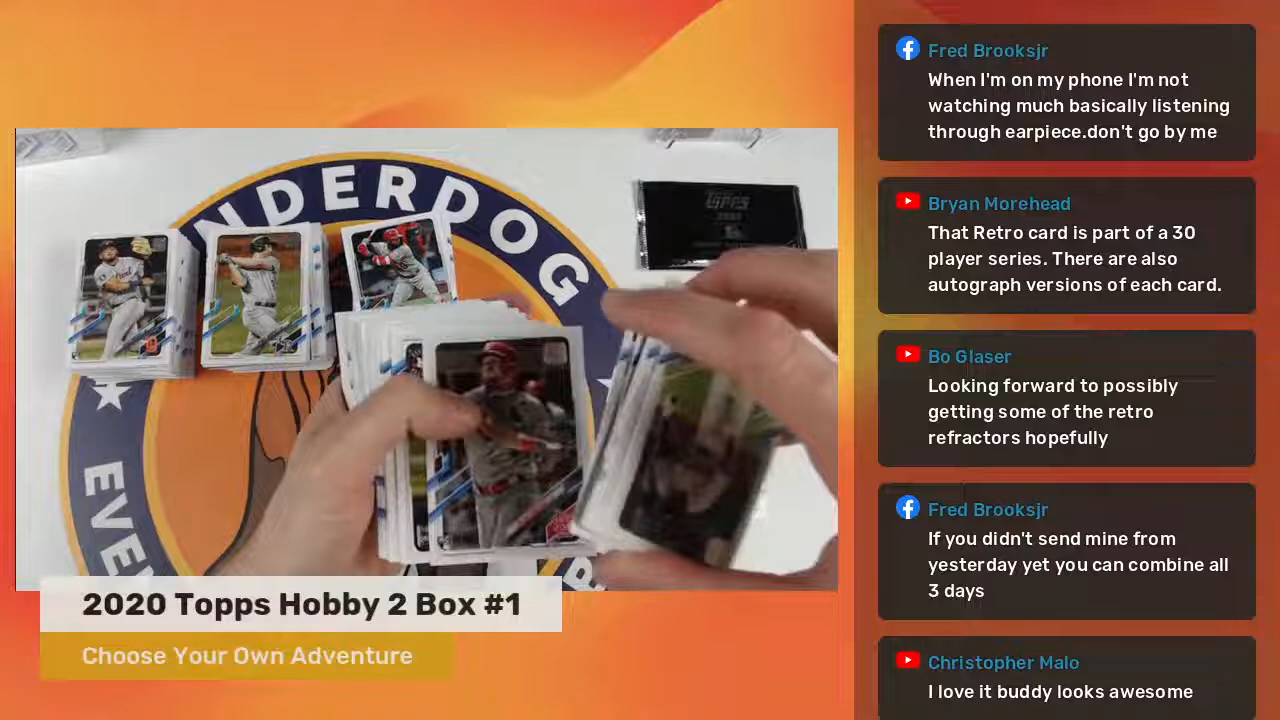 NDERDOG
TOPPS
EVE
2020 Topps Hobby 2 Box #1
Choose Your Own Adventure
Fred Brooksjr
When I'm on my phone I'm not
watching much basically listening
through earpiece.don't go by me
Bryan Morehead
That Retro card is part of a 30
player series. There are also
autograph versions of each card.
Bo Glaser
Looking forward to possibly
getting some of the retro
refractors hopefully
Fred Brooksjr
If you didn't send mine from
yesterday yet you can combine all
3 days
Christopher Malo
I love it buddy looks awesome